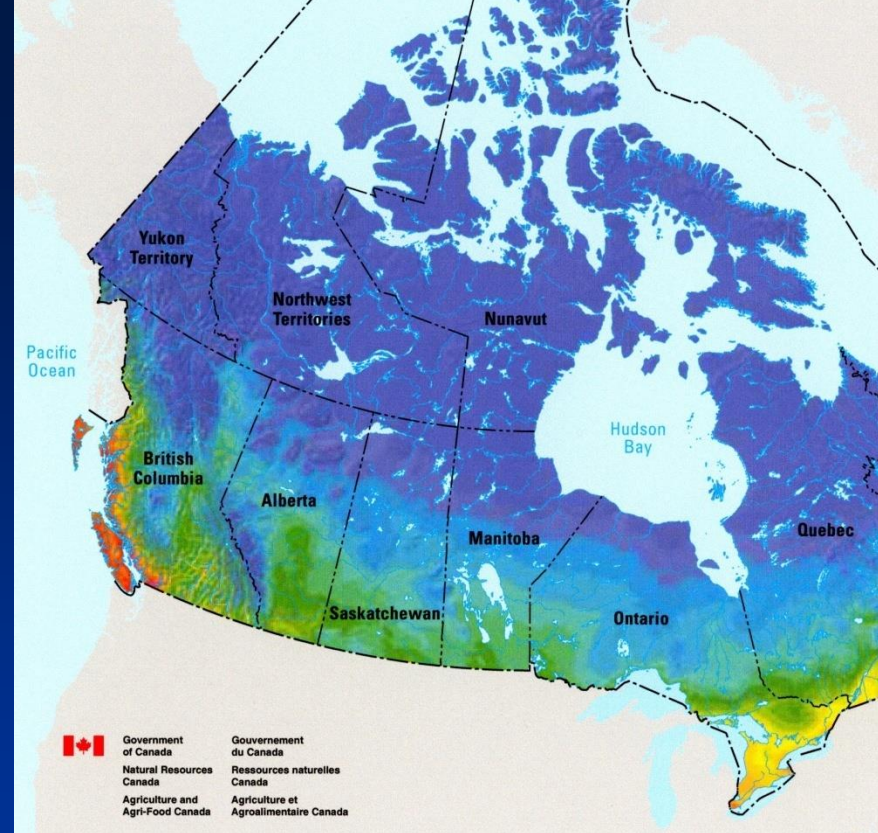 Yukon
Territory
Northwest
Territories
Nunavut
Pacific
Ocean
Hudson
Bay
British
Columbia
Alberta
Manitoba
Quebec
Saskatchewan
Ontario
Government
of Canada
Gouvernement
du Canada
Natural Resources
Canada
Ressources naturelles
Canada
Agriculture and
Agri-Food Canada
Agriculture et
Agroalimentaire Canada